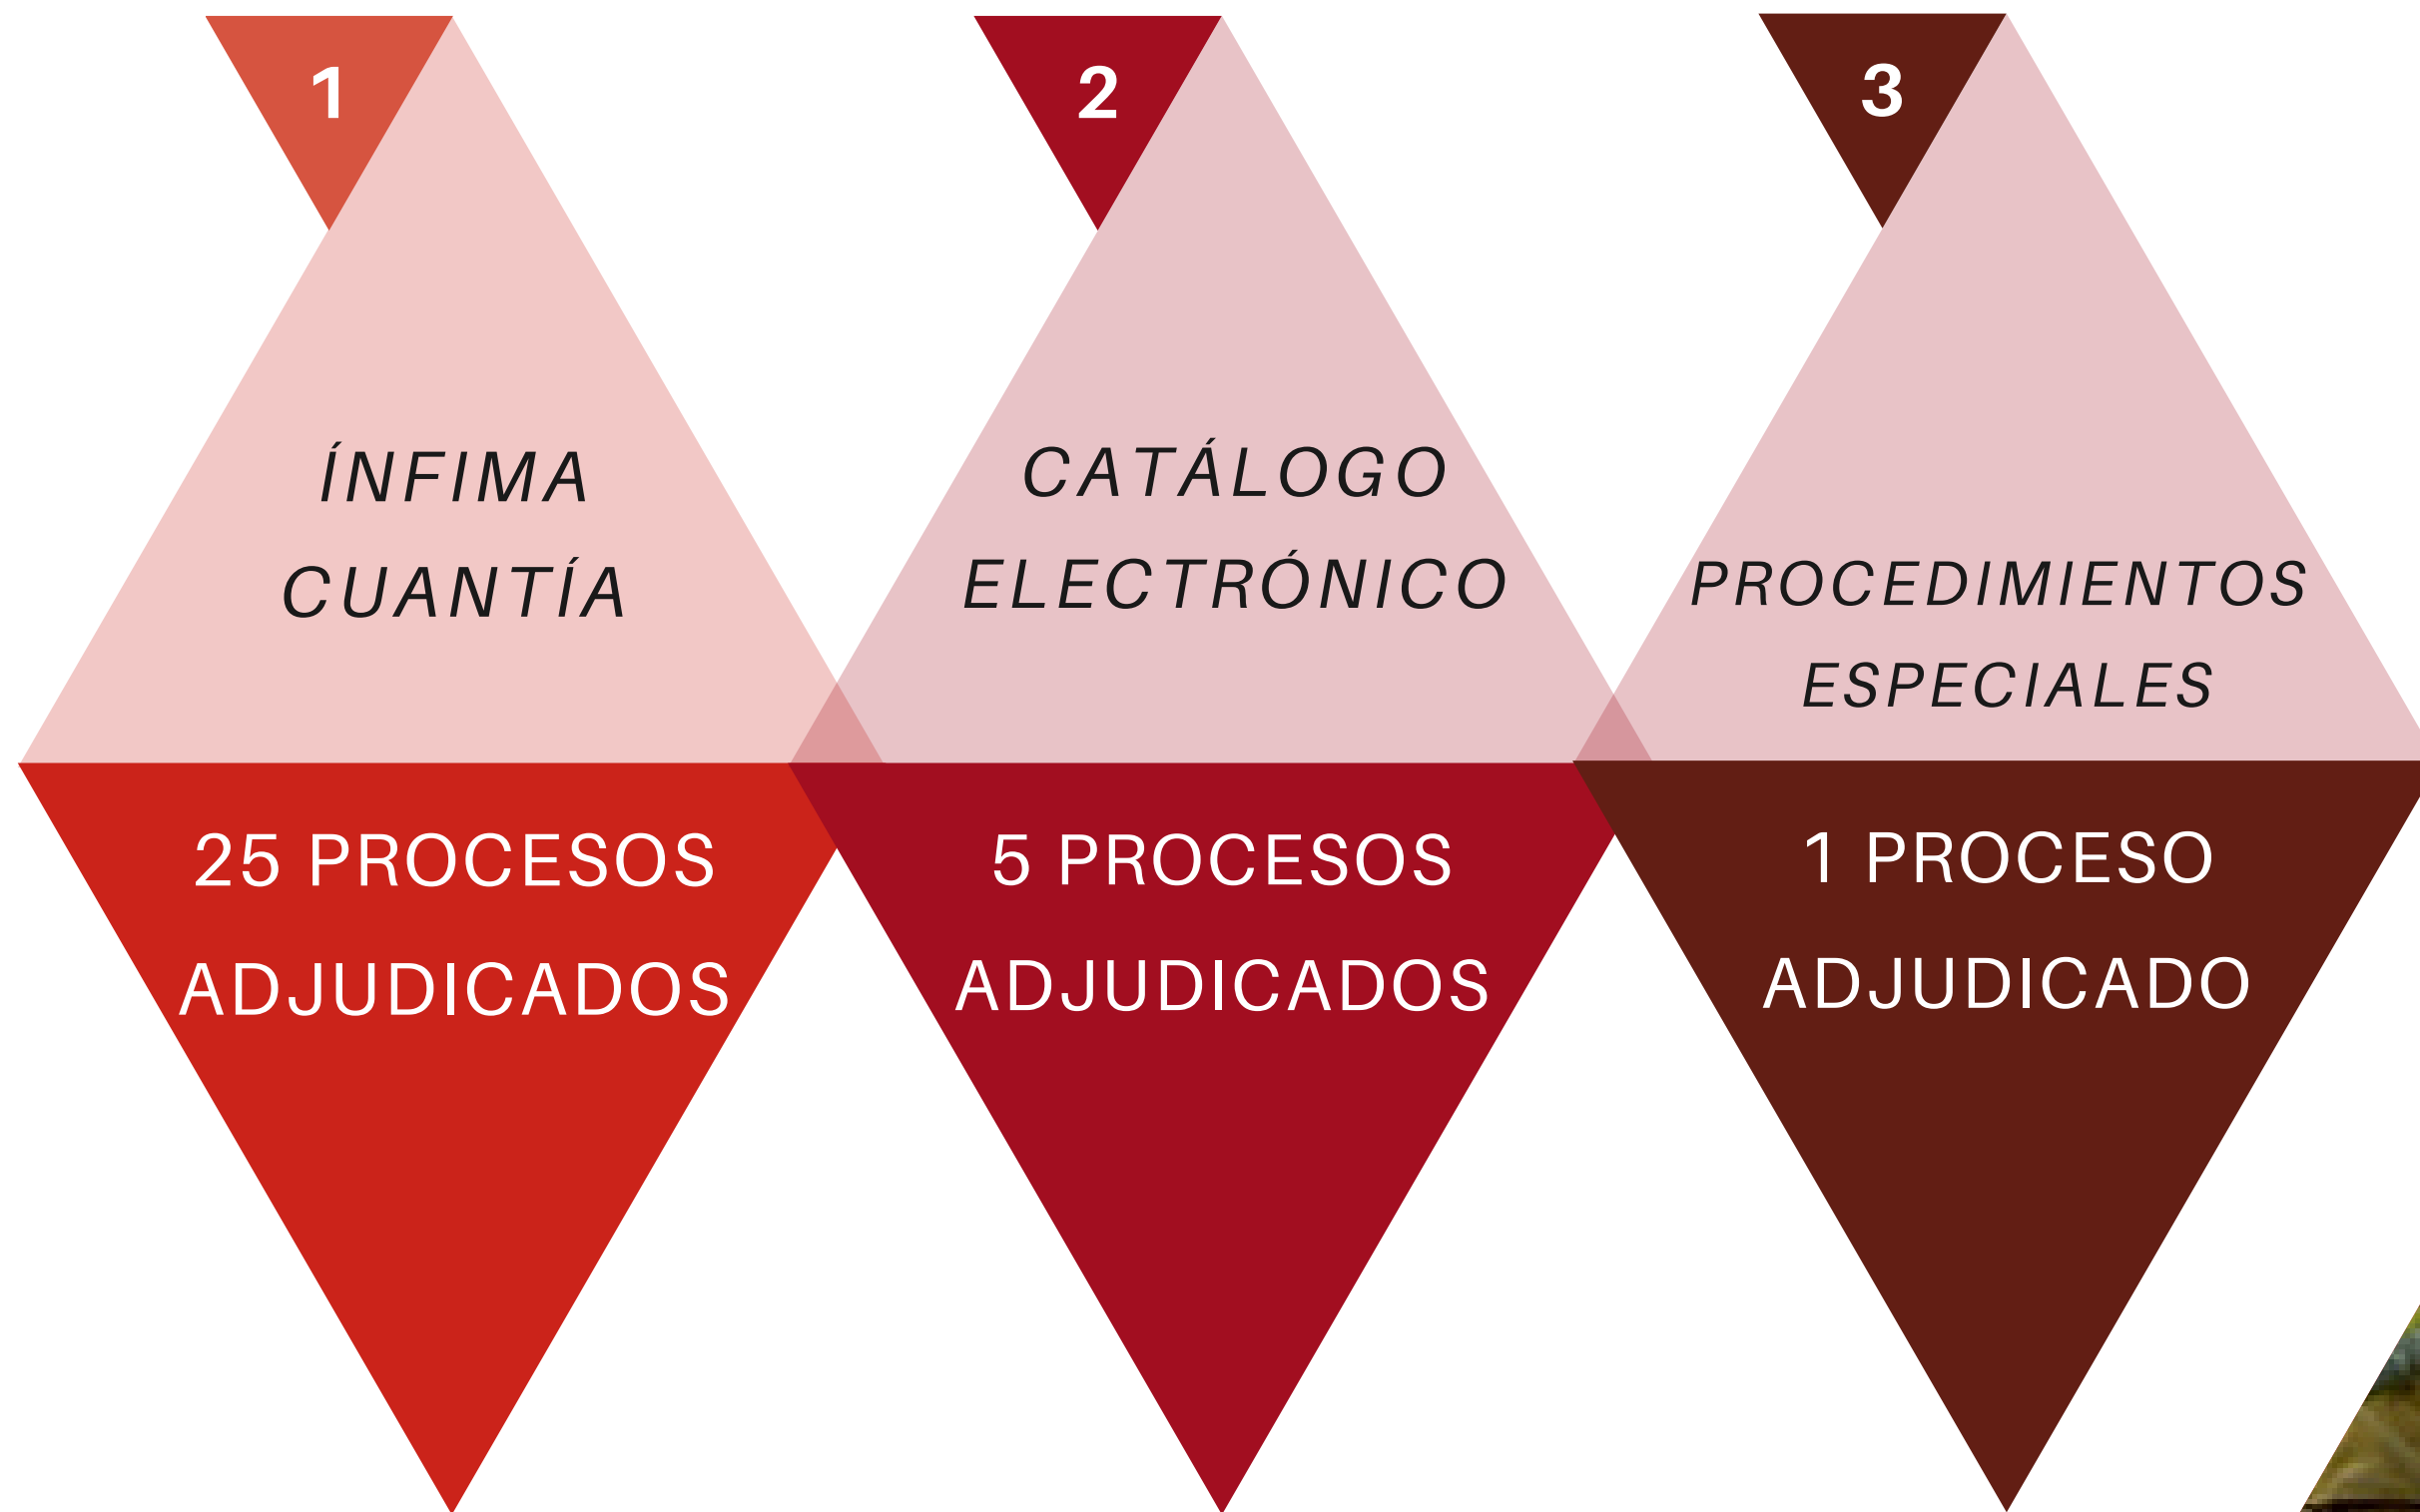 1
ÍNFIMA
CUANTÍA
25 PROCESOS
ADJUDICADOS
2
CATÁLOGO
ELECTRÓNICO
5 PROCESOS
ADJUDICADOS
3
PROCEDIMIENTOS
ESPECIALES
1 PROCESO
ADJUDICADO